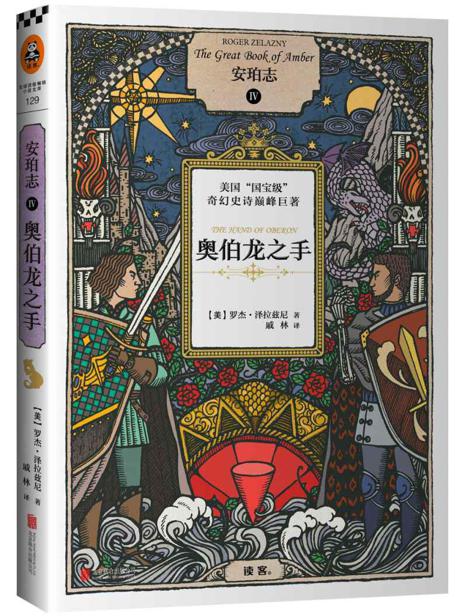 ROGER ZELAZNY
The Great Book of Amber
安珀志
IV
美国“国宝级”
奇幻史诗巅峰巨著
THE HAND OF OBERON
奥伯龙之手
【美】罗杰·泽拉兹尼 著
戚林 译
读客®
129
安珀志
IV
奥伯龙之手
【美】罗杰·泽拉兹尼 著
戚林 译